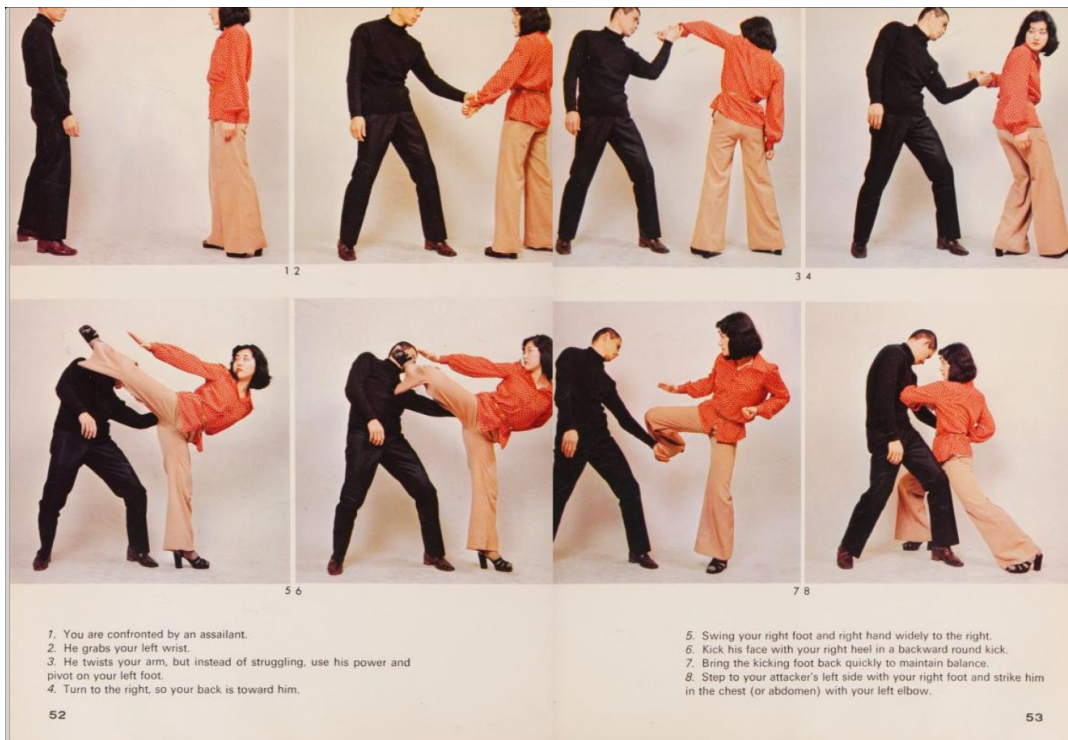 1 2
3 4
5 6
7 8
1. You are confronted by an assailant.
2. He grabs your left wrist.
3. He twists your arm, but instead of struggling, use his power and
pivot on your left foot.
4. Turn to the right, so your back is toward him.
52
5. Swing your right foot and right hand widely to the right.
6. Kick his face with your right heel in a backward round kick.
7. Bring the kicking foot back quickly to maintain balance.
8. Step to your attacker's left side with your right foot and strike him
in the chest (or abdomen) with your left elbow.
53